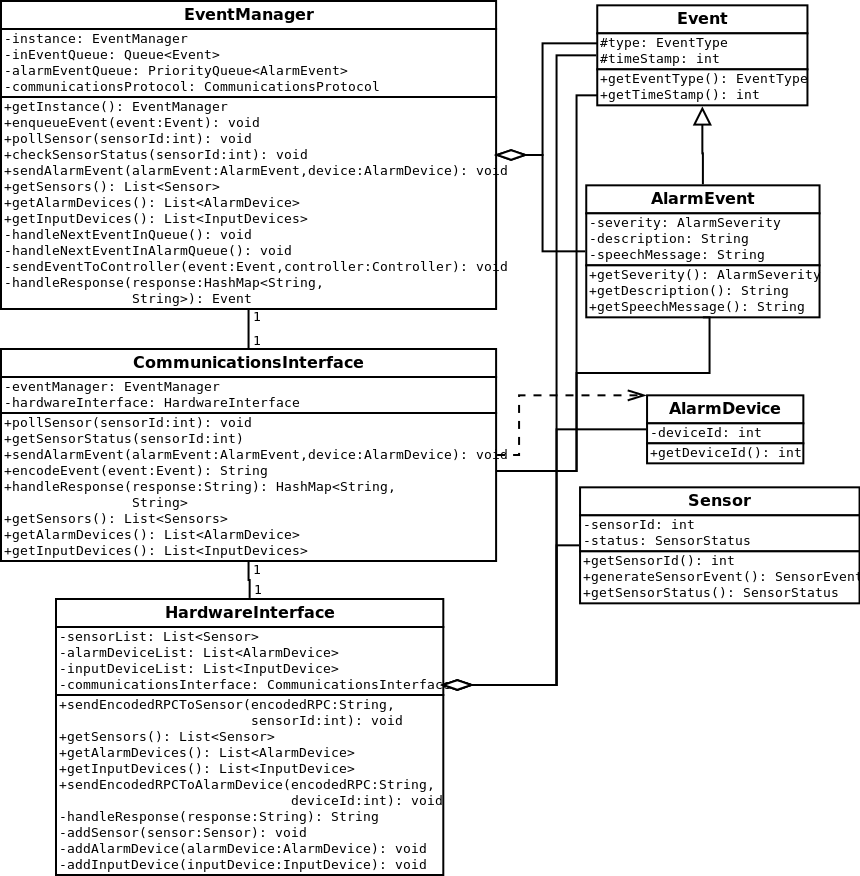 EventManager
-instance: EventManager
-inEventQueue: Queue<Event>
-alarmEventQueue: PriorityQueue<AlarmEvent>
-communicationsProtocol: CommunicationsProtocol
+getInstance(): EventManager
+enqueueEvent(event:Event): void
+pollSensor(sensorId:int): void
+checkSensorStatus(sensorId:int): void
+sendAlarmEvent(alarmEvent:AlarmEvent,device:AlarmDevice): void
+getSensors(): List<Sensor>
+getAlarmDevices(): List<AlarmDevice>
+getInputDevices(): List<InputDevices>
-handleNextEventInQueue(): void
-handleNextEventInAlarmQueue(): void
-sendEventToController(event:Event,controller:Controller): void
-handleResponse(response:HashMap<String,
String>): Event
1
1
CommunicationsInterface
-eventManager: EventManager
-hardwareInterface: HardwareInterface
+pollSensor(sensorId:int): void
+getSensorStatus(sensorId:int)
+sendAlarmEvent(alarmEvent:AlarmEvent,device:AlarmDevice): void
+encodeEvent(event:Event): String
+handleResponse(response:String): HashMap<String,
String>
+getSensors(): List<Sensors>
+getAlarmDevices(): List<AlarmDevice>
+getInputDevices(): List<InputDevices>
1
1
HardwareInterface
-sensorList: List<Sensor>
-alarmDeviceList: List<AlarmDevice>
-inputDeviceList: List<InputDevice>
-communicationsInterface: CommunicationsInterface
+sendEncodedRPCToSensor(encodedRPC:String,
sensorId:int): void
+getSensors(): List<Sensor>
+getAlarmDevices(): List<AlarmDevice>
+getInputDevices(): List<InputDevice>
+sendEncodedRPCToAlarmDevice(encodedRPC:String,
deviceId:int): void
-handleResponse(response:String): String
-addSensor(sensor:Sensor): void
-addAlarmDevice(alarmDevice:AlarmDevice): void
-addInputDevice(inputDevice:InputDevice): void
Event
#type: EventType
#timeStamp: int
+getEventType(): EventType
+getTimeStamp(): int
AlarmEvent
-severity: AlarmSeverity
-description: String
-speechMessage: String
+getSeverity(): AlarmSeverity
+getDescription(): String
+getSpeechMessage(): String
AlarmDevice
-deviceId: int
+getDeviceId(): int
Sensor
-sensorId: int
-status: SensorStatus
+getSensorId(): int
+generateSensorEvent(): SensorEvent
+getSensorStatus(): SensorStatus